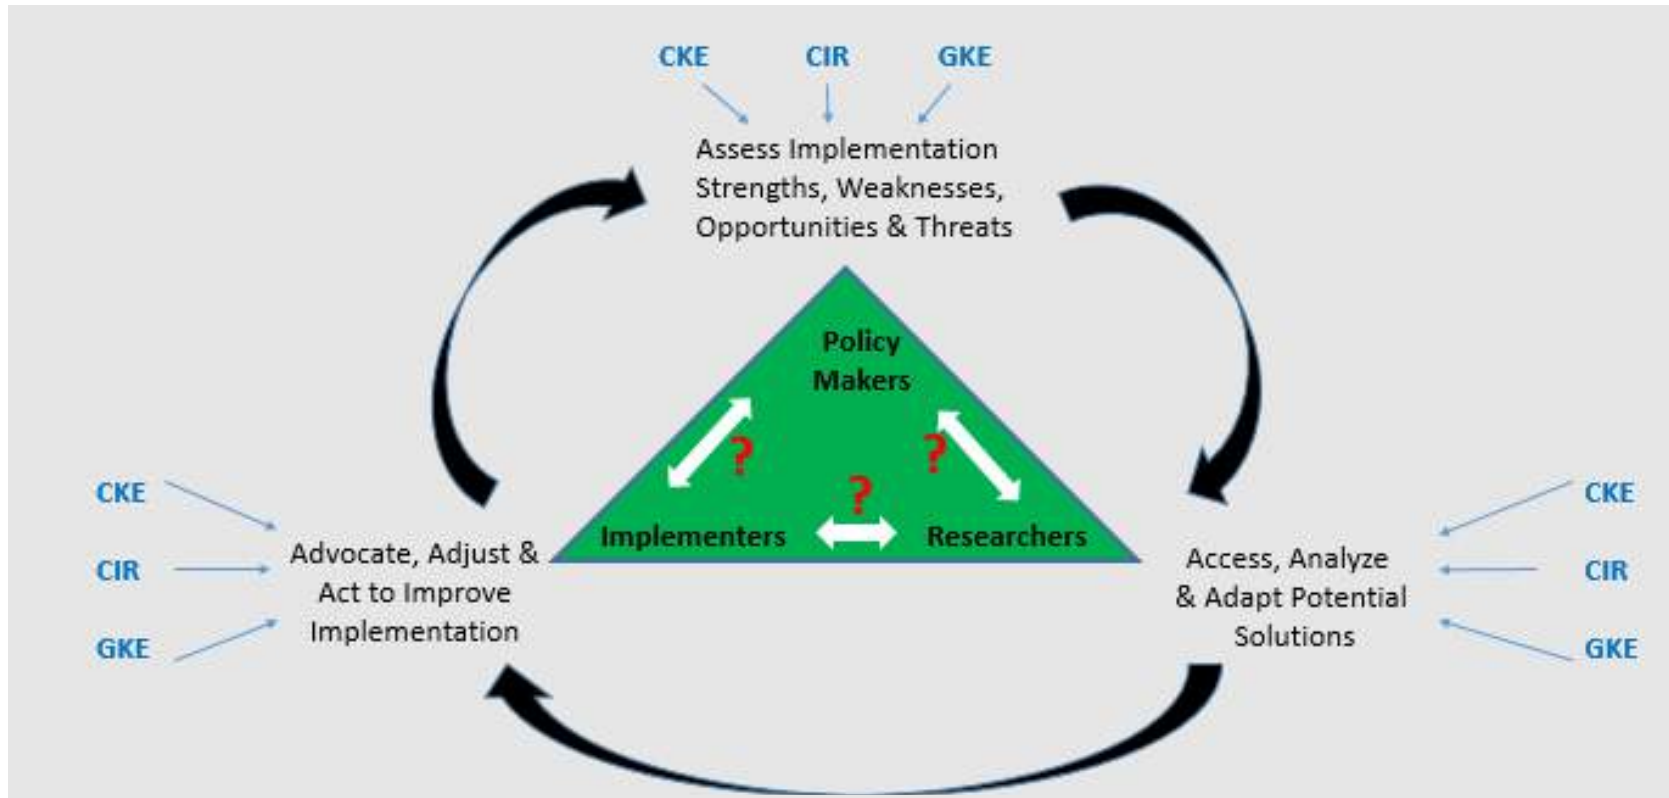 CKE CIR GKE
Assess Implementation
Strengths, Weaknesses,
Opportunities & Threats
Policy
Makers
?
?
?
Implementers
Researchers
CKE
CIR
GKE
Advocate, Adjust &
Act to Improve
Implementation
Access, Analyze
& Adapt Potential
Solutions
CKE
CIR
GKE